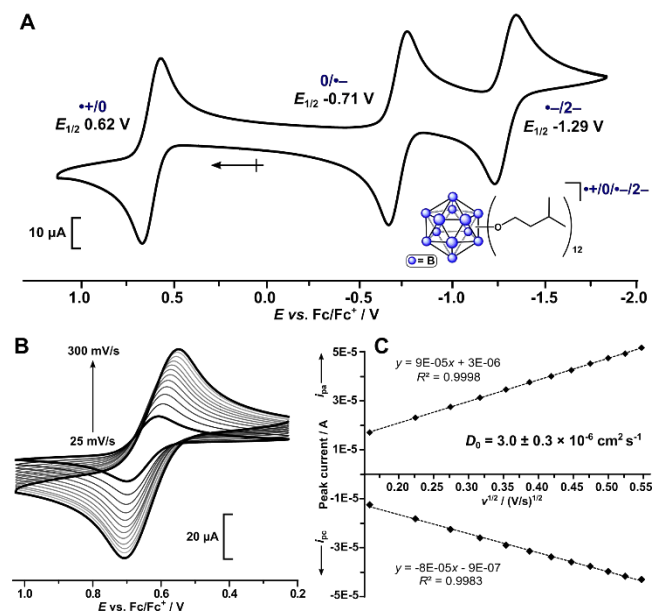 A
•+/0
E1/2 0.62 V
0/•–
E1/2 -0.71 V
•–/2–
E1/2 -1.29 V
10 µA
•+/0/•–/2–
O
12
= B
1.0 0.5 0.0 -0.5 -1.0 -1.5 -2.0
E vs. Fc/Fc+ / V
B
300 mV/s
25 mV/s
20 µA
1.0 0.8 0.6 0.4 0.2
E vs. Fc/Fc+ / V
C
5E-5
y = 9E-05x + 3E-06
R² = 0.9998
ipa
3E-5
D0 = 3.0 ± 0.3 × 10-6 cm2 s-1
1E-5
Peak current / A
0.20 0.25 0.30 0.35 0.40 0.45 0.50 0.55
v1/2 / (V/s)1/2
-1E-5
-3E-5
ipc
y = -8E-05x - 9E-07
R² = 0.9983
-5E-5